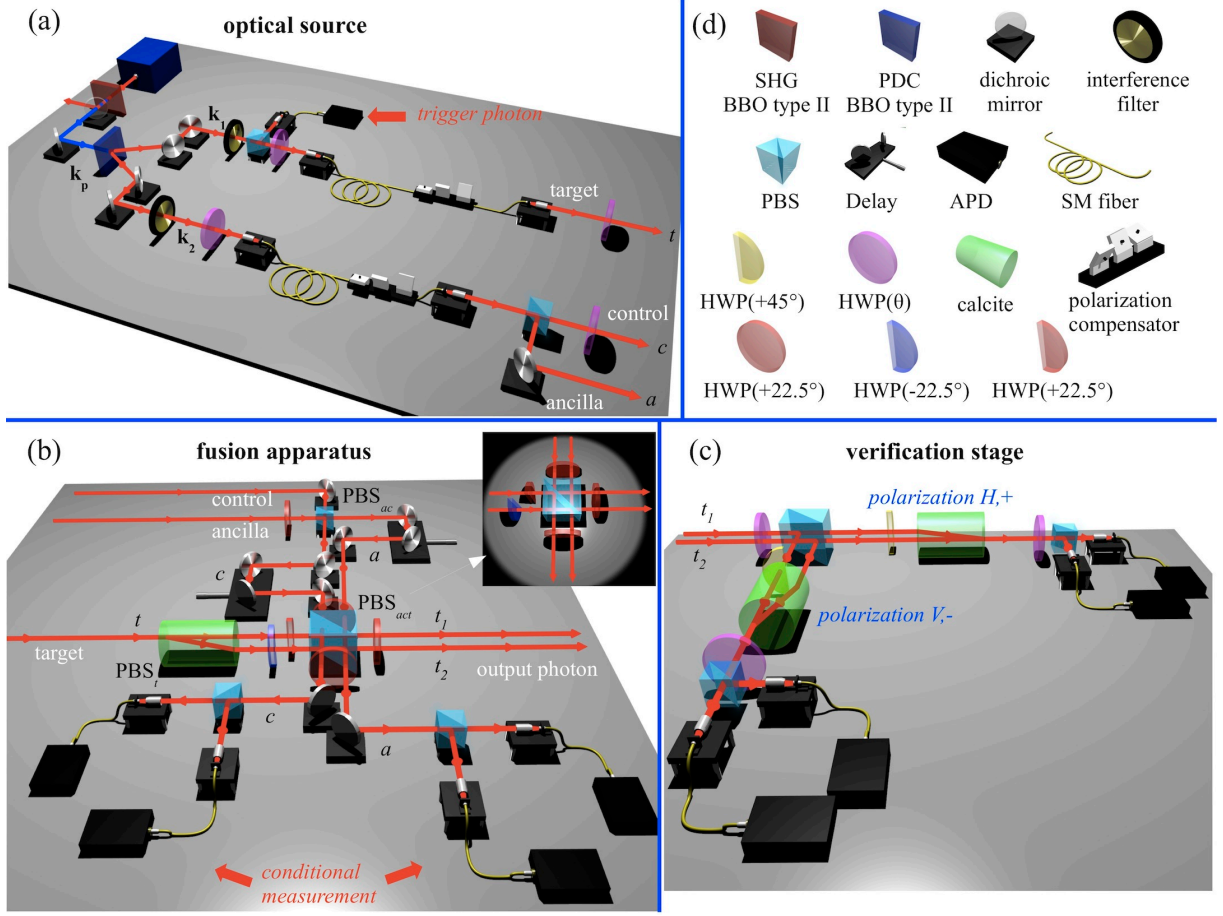 (a)
optical source
k1
trigger photon
kp
target
t
k2
control
c
ancilla
a
(d)
SHG
BBO type II
PDC
BBO type II
dichroic
mirror
interference
filter
PBS
Delay
APD
SM fiber
HWP(+45°)
HWP(θ)
calcite
polarization
compensator
HWP(+22.5°)
HWP(-22.5°)
HWP(+22.5°)
(b)
fusion apparatus
control
PBSac
ancilla
a
c
PBSact
t
t1
target
t2
output photon
PBSt
c
a
conditional
measurement
(c)
verification stage
polarization H,+
t1
t2
polarization V,-